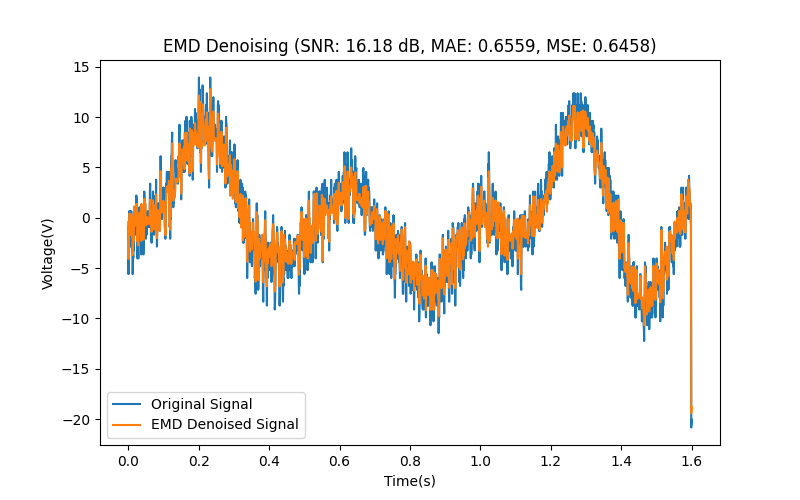 EMD Denoising (SNR: 16.18 dB, MAE: 0.6559, MSE: 0.6458)
15
10
5
0
−5
−10
−15
−20
Voltage(V)
Original Signal
EMD Denoised Signal
0.0 0.2 0.4 0.6 0.8 1.0 1.2 1.4 1.6
Time(s)